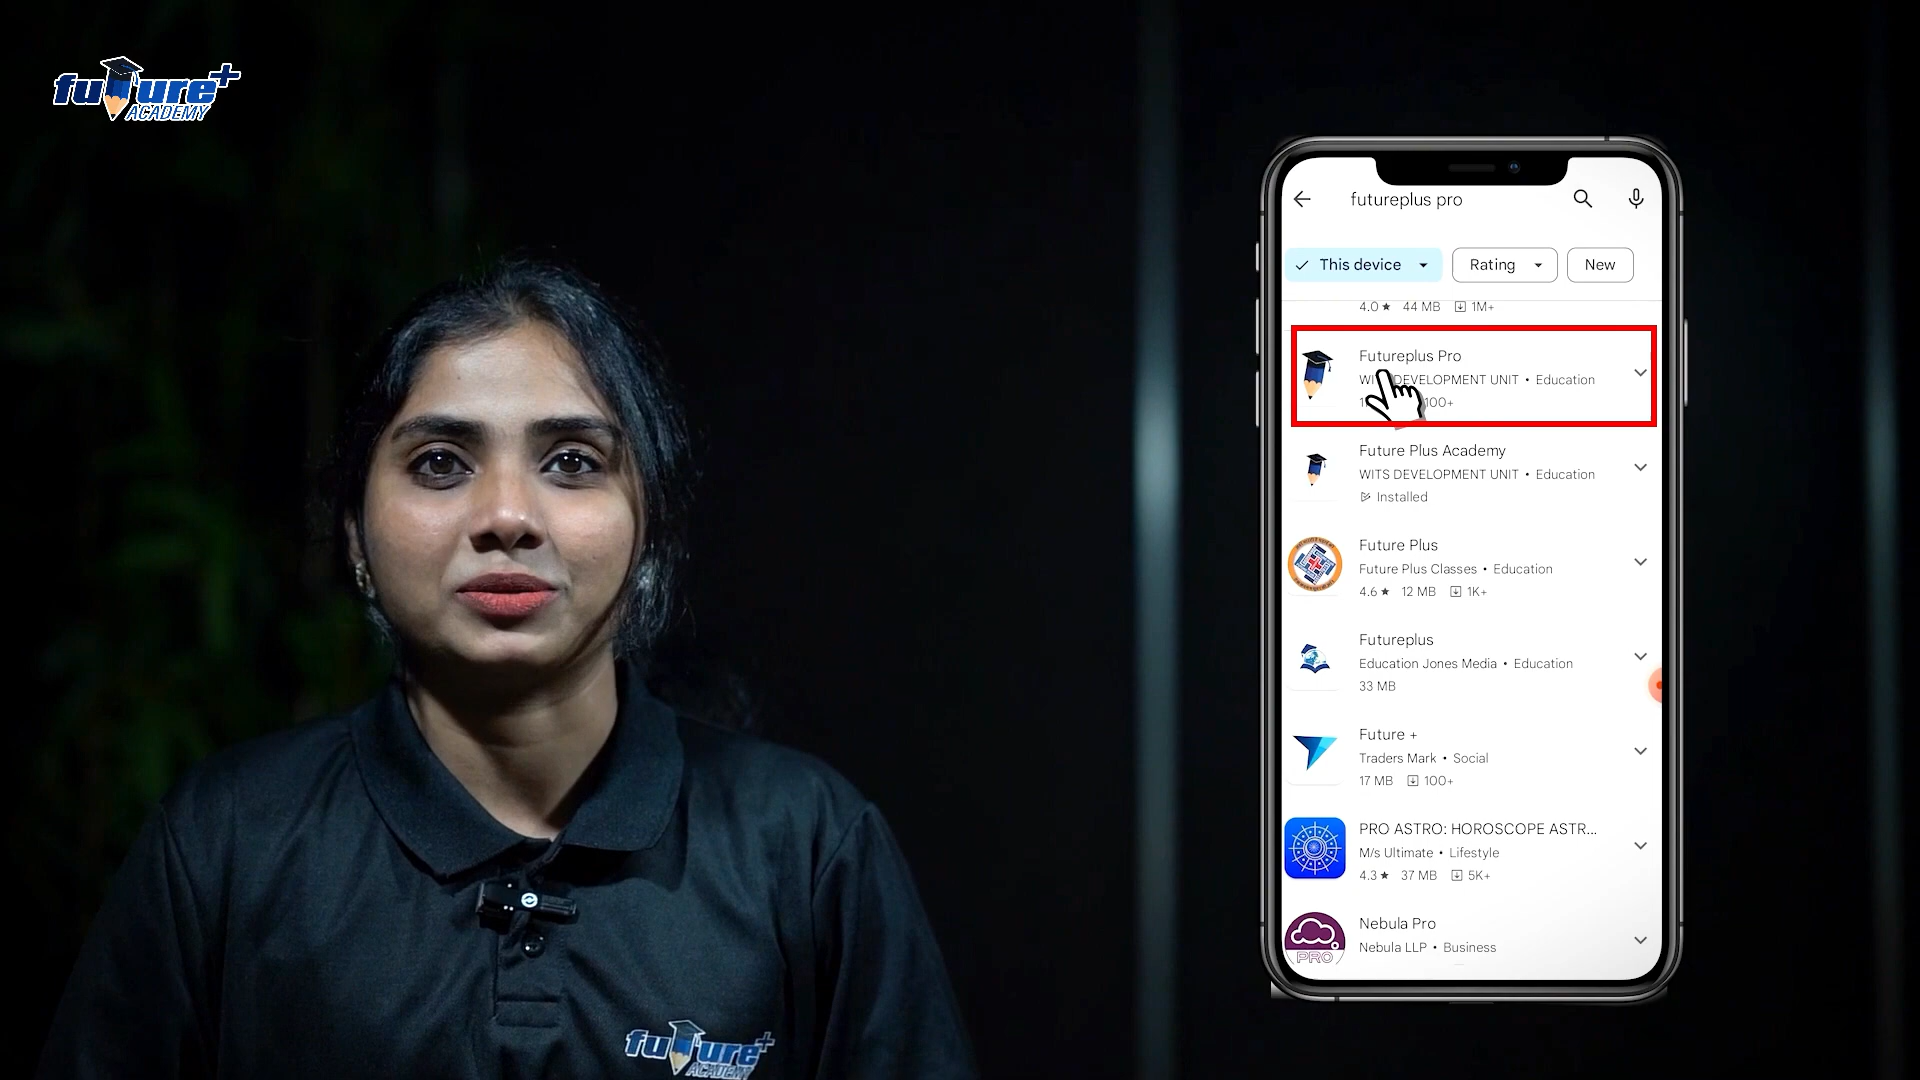 future+
ACADEMY
futureplus pro
This device
Rating
New
4.0 ★ 44 MB 1M+
Futureplus Pro
DEVELOPMENT UNIT • Education
100+
Future Plus Academy
WITS DEVELOPMENT UNIT • Education
Installed
Future Plus
Future Plus Classes • Education
4.6 ★ 12 MB 1K+
Futureplus
Education Jones Media • Education
33 MB
Future +
Traders Mark • Social
17 MB 100+
PRO ASTRO: HOROSCOPE ASTR...
M/s Ultimate • Lifestyle
4.3 ★ 37 MB 5K+
Nebula Pro
Nebula LLP • Business
PRO
future+
ACADEMY